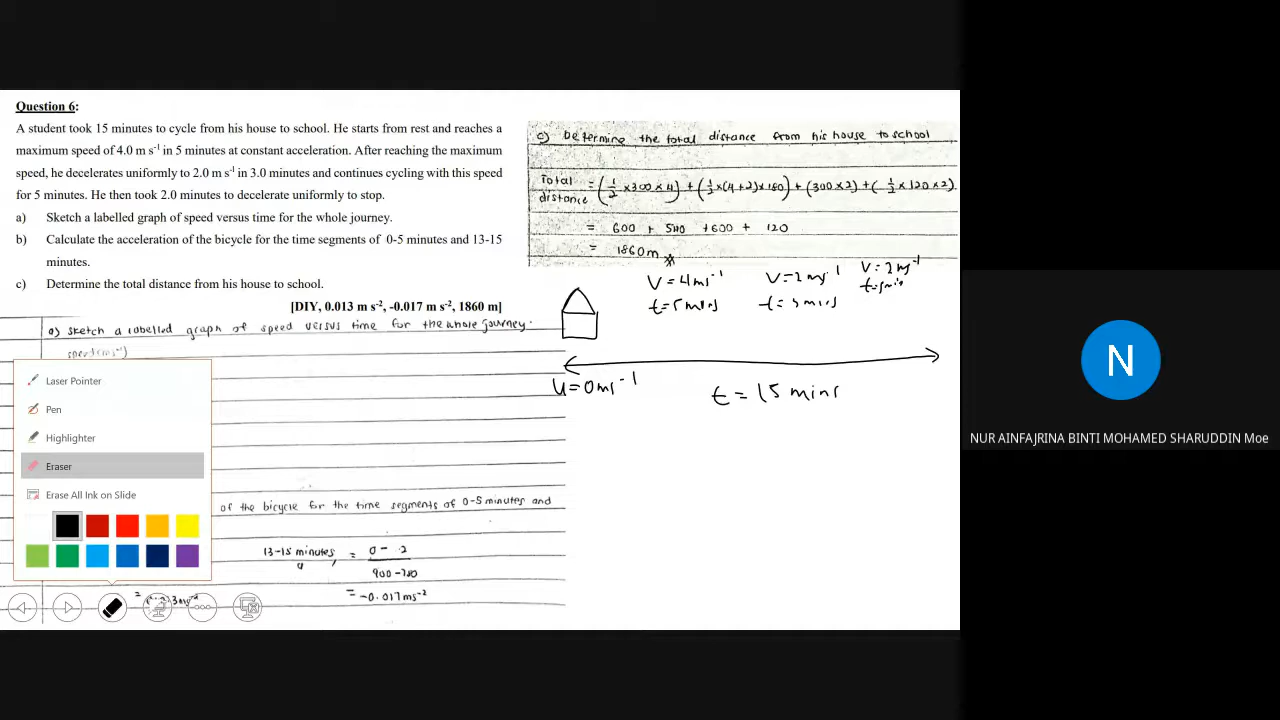 Question 6:
A student took 15 minutes to cycle from his house to school. He starts from rest and reaches a
maximum speed of 4.0 m s⁻¹ in 5 minutes at constant acceleration. After reaching the maximum
speed, he decelerates uniformly to 2.0 m s⁻¹ in 3.0 minutes and continues cycling with this speed
for 5 minutes. He then took 2.0 minutes to decelerate uniformly to stop.
a) Sketch a labelled graph of speed versus time for the whole journey.
b) Calculate the acceleration of the bicycle for the time segments of 0-5 minutes and 13-15
minutes.
c) Determine the total distance from his house to school.
[DIY, 0.013 m s⁻², -0.017 m s⁻², 1860 m]
a) sketch a labelled graph of speed versus time for the whole journey.
speed (ms⁻¹)
Laser Pointer
Pen
Highlighter
Eraser
Erase All Ink on Slide
of the bicycle for the time segments of 0-5 minutes and
13-15 minutes, = 0 - 2
a 900-780
= -0.017 ms⁻²
c) Determine the total distance from his house to school
Total distance = (1/2 × 300 × 4) + (1/2 × (4+2) × 180) + (300 × 2) + (1/2 × 120 × 2)
= 600 + 540 + 600 + 120
= 1860 m
V = 4 ms⁻¹ V = 2 ms⁻¹ V = 2 ms⁻¹
t = 5 mins t = 3 mins
u = 0 ms⁻¹ t = 15 mins
N
NUR AINFAJRINA BINTI MOHAMED SHARUDDIN Moe